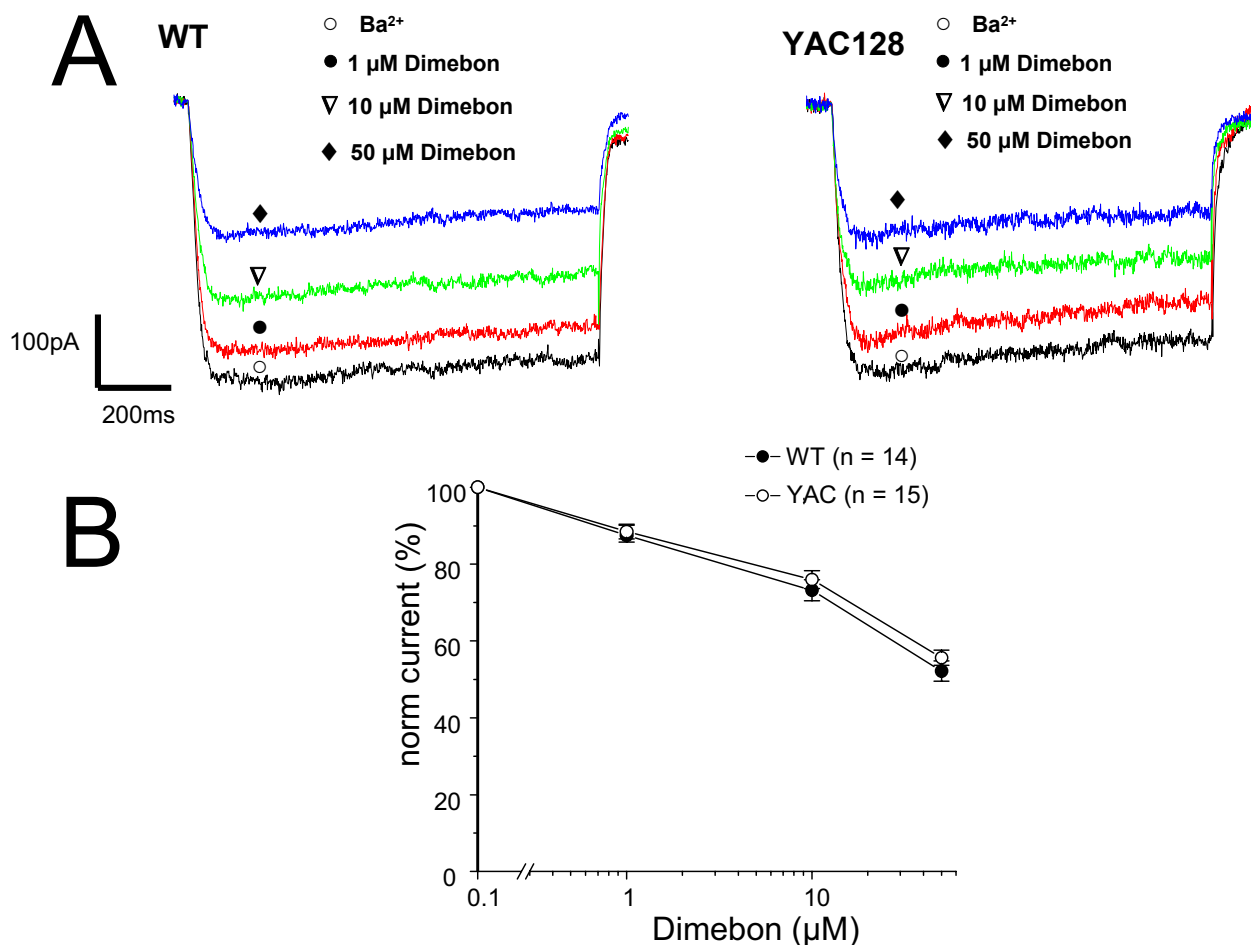 A
WT
○ Ba²⁺
● 1 µM Dimebon
▽ 10 µM Dimebon
◆ 50 µM Dimebon
YAC128
○ Ba²⁺
● 1 µM Dimebon
▽ 10 µM Dimebon
◆ 50 µM Dimebon
100pA
200ms
B
WT (n = 14)
YAC (n = 15)
norm current (%)
100
80
60
40
20
0
0.1 1 10
Dimebon (µM)